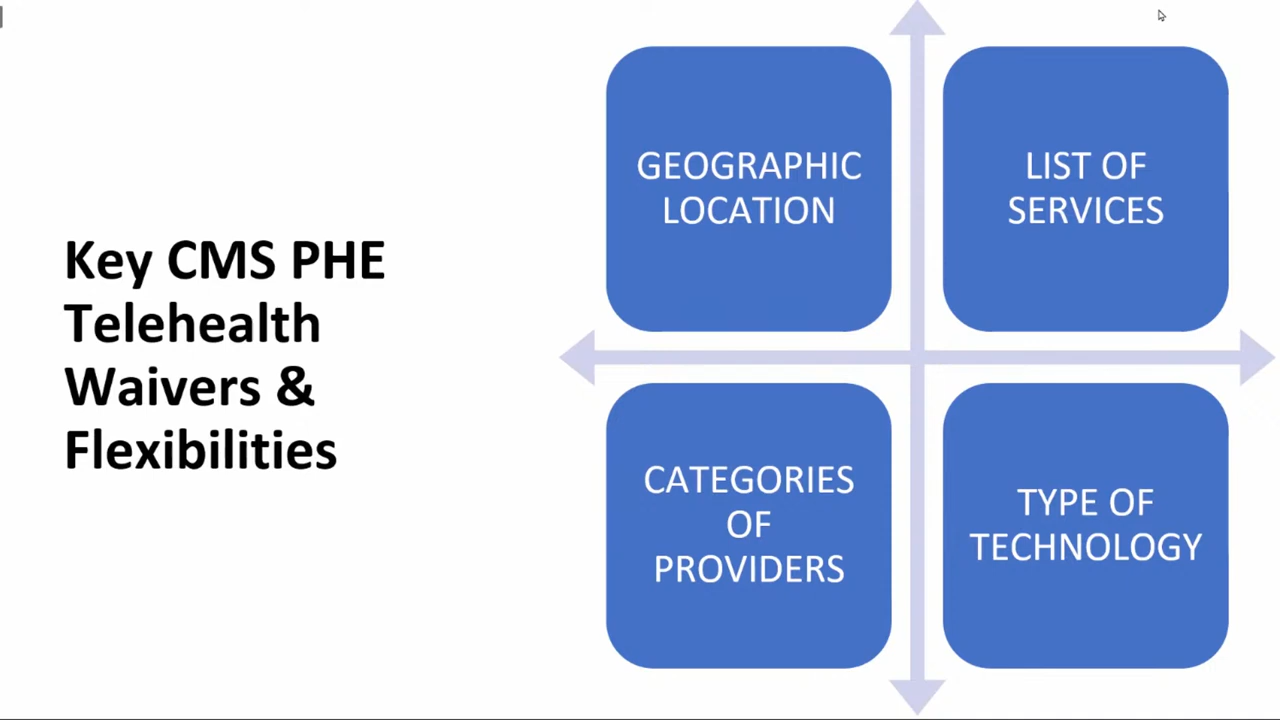 Key CMS PHE
Telehealth
Waivers &
Flexibilities
GEOGRAPHIC
LOCATION
LIST OF
SERVICES
CATEGORIES
OF
PROVIDERS
TYPE OF
TECHNOLOGY